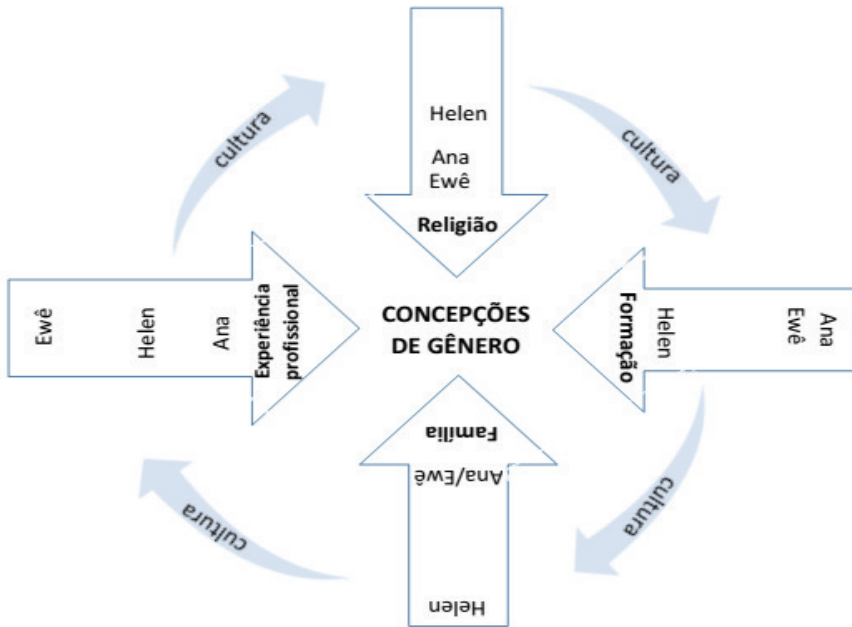 Helen
Ana
Ewê
Religião
cultura
cultura
Ewê
Helen
Ana
Experiência
profissional
CONCEPÇÕES
DE GÊNERO
Formação
Helen
Ewê
Ana
Família
Ana/Ewê
Helen
cultura
cultura